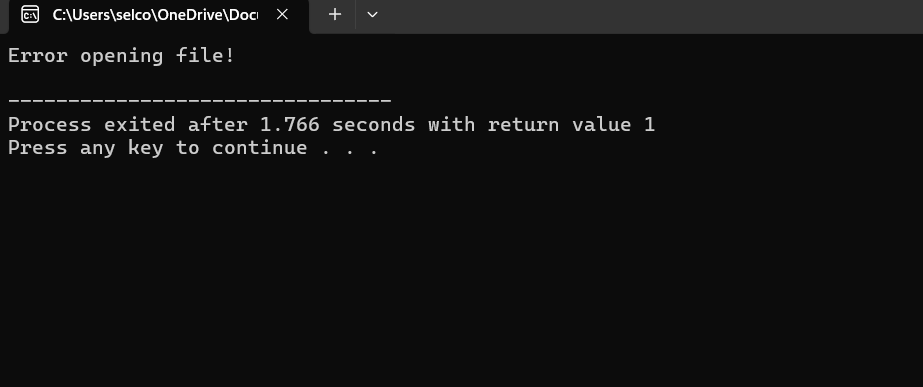 C:\Users\selco\OneDrive\Docu
Error opening file!
--------------------------------
Process exited after 1.766 seconds with return value 1
Press any key to continue . . .